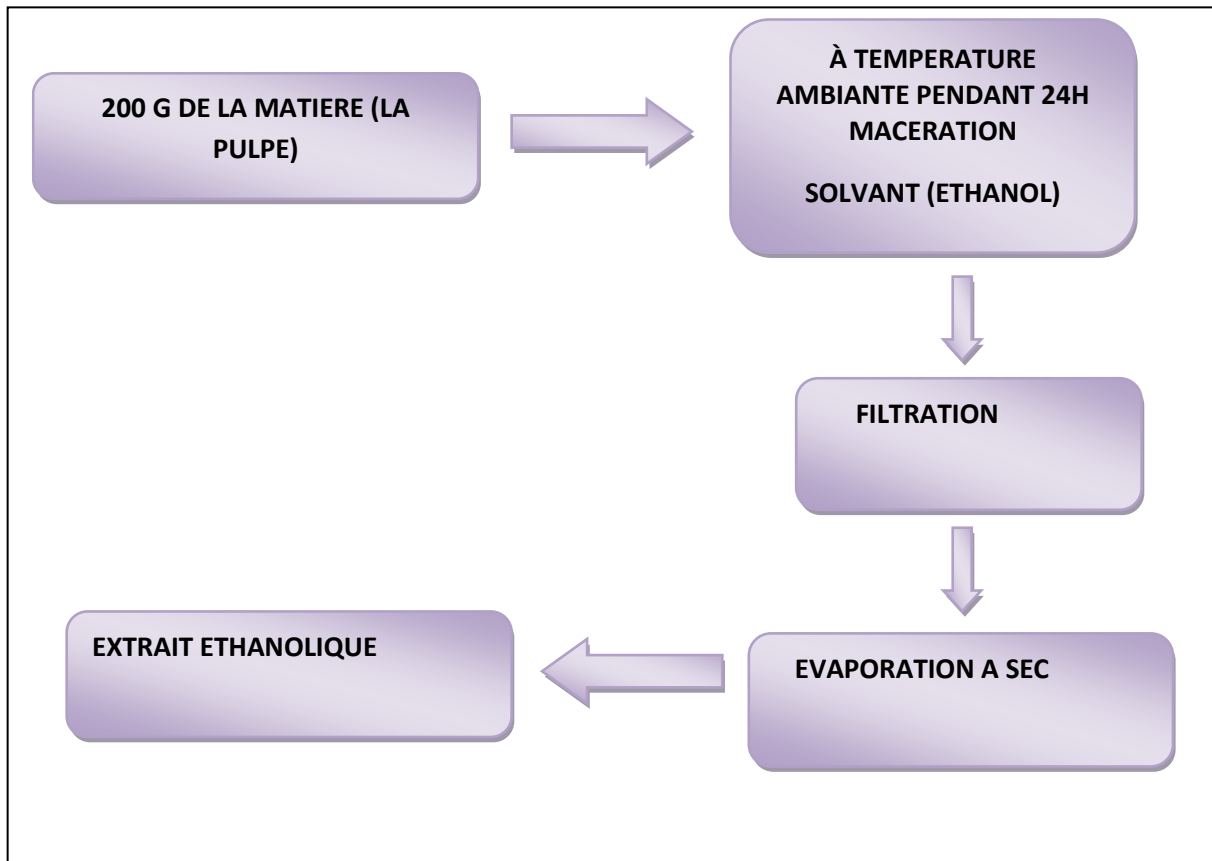 200 G DE LA MATIERE (LA
PULPE)
À TEMPERATURE
AMBIANTE PENDANT 24H
MACERATION
SOLVANT (ETHANOL)
FILTRATION
EVAPORATION A SEC
EXTRAIT ETHANOLIQUE